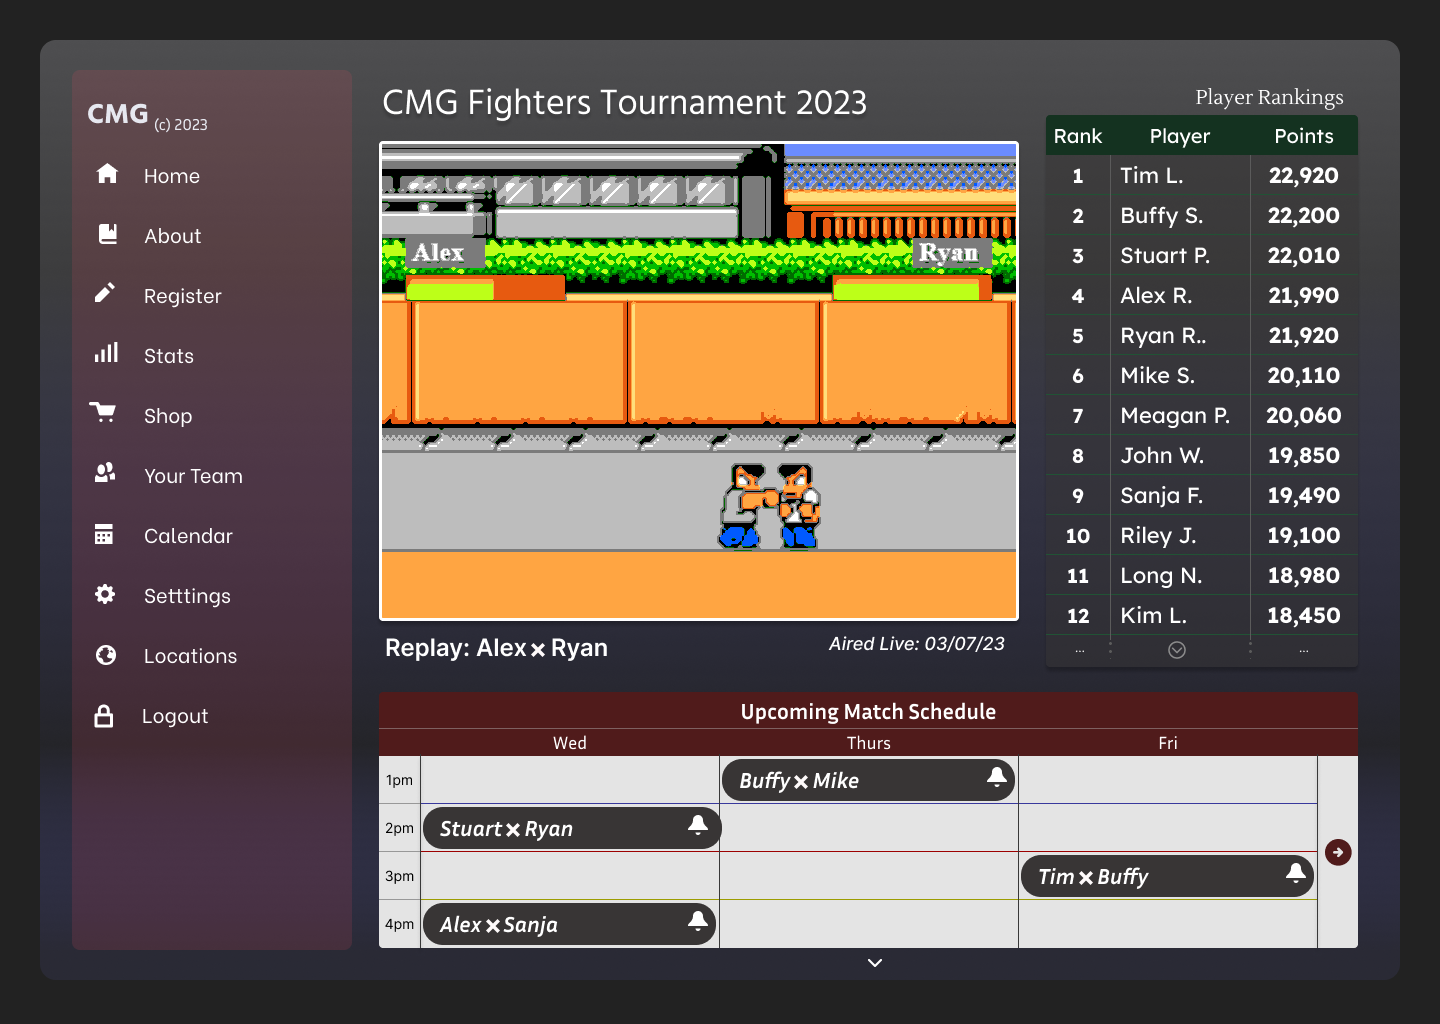 CMG (c) 2023
Home
About
Register
Stats
Shop
Your Team
Calendar
Setttings
Locations
Logout
CMG Fighters Tournament 2023
Alex
Ryan
Replay: Alex × Ryan
Aired Live: 03/07/23
Player Rankings
Rank Player Points
1 Tim L. 22,920
2 Buffy S. 22,200
3 Stuart P. 22,010
4 Alex R. 21,990
5 Ryan R.. 21,920
6 Mike S. 20,110
7 Meagan P. 20,060
8 John W. 19,850
9 Sanja F. 19,490
10 Riley J. 19,100
11 Long N. 18,980
12 Kim L. 18,450
... ...
Upcoming Match Schedule
Wed Thurs Fri
1pm Buffy × Mike
2pm Stuart × Ryan
3pm Tim × Buffy
4pm Alex × Sanja